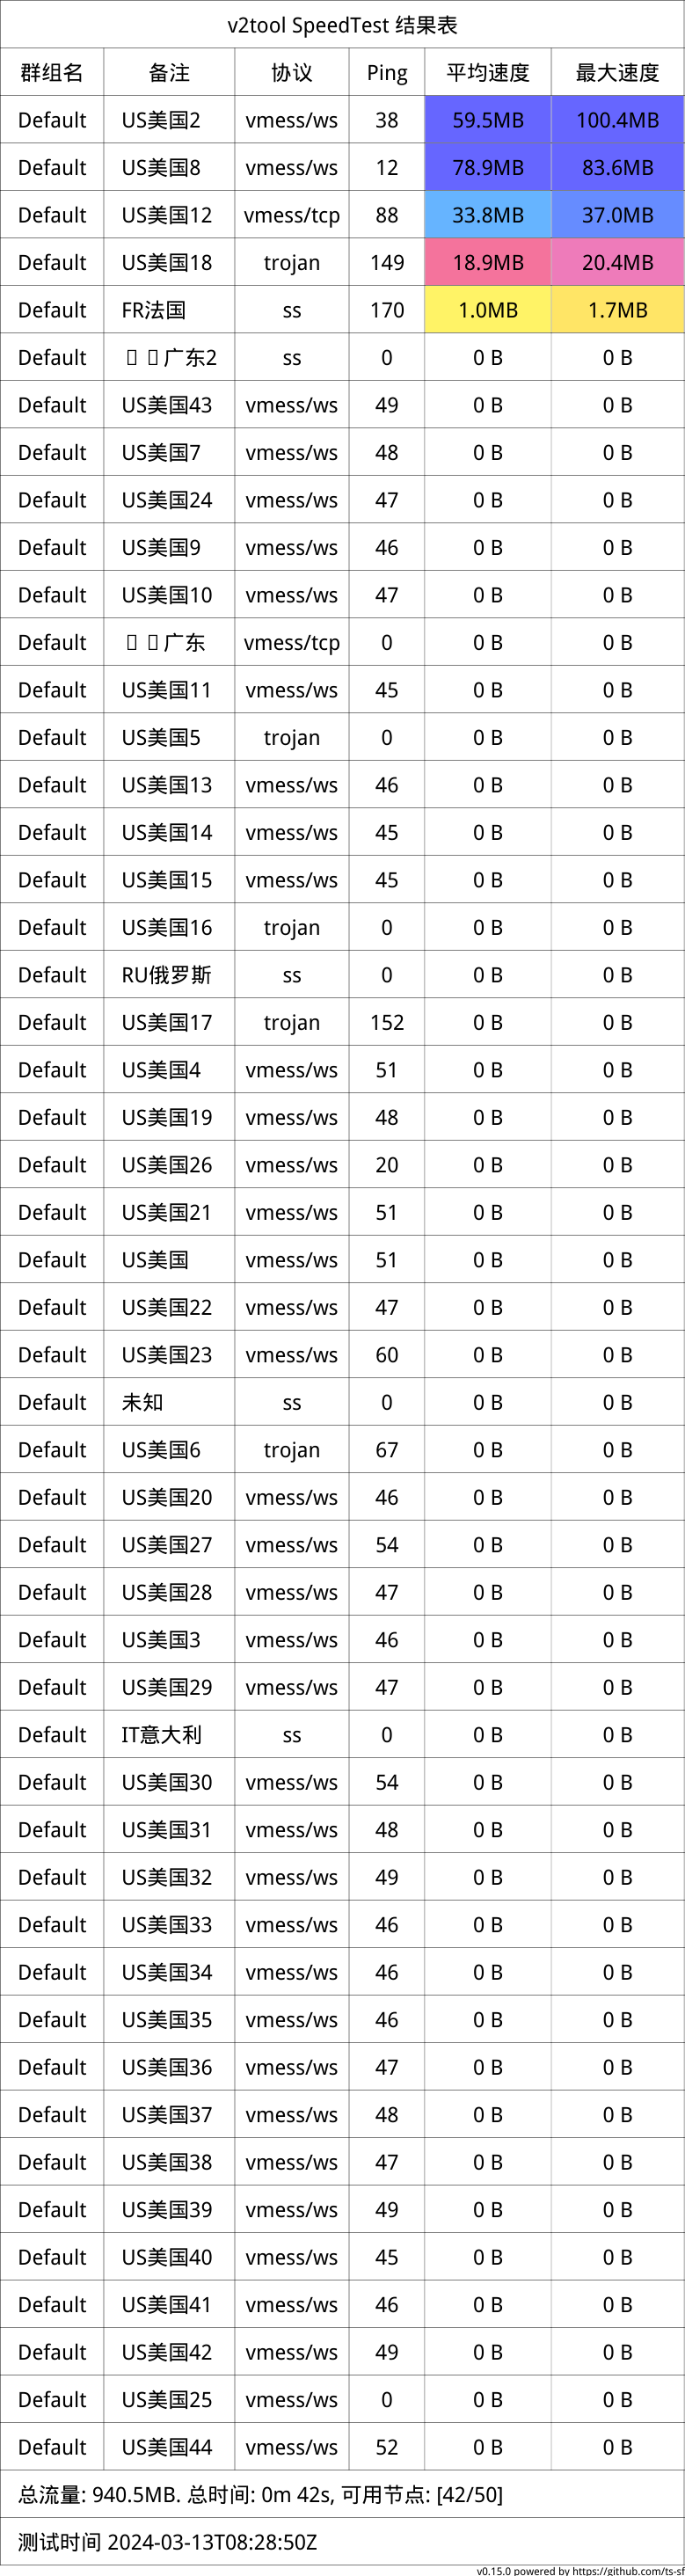 v2tool SpeedTest 结果表
群组名 备注 协议 Ping 平均速度 最大速度
Default US美国2 vmess/ws 38 59.5MB 100.4MB
Default US美国8 vmess/ws 12 78.9MB 83.6MB
Default US美国12 vmess/tcp 88 33.8MB 37.0MB
Default US美国18 trojan 149 18.9MB 20.4MB
Default FR法国 ss 170 1.0MB 1.7MB
Default 广东2 ss 0 0 B 0 B
Default US美国43 vmess/ws 49 0 B 0 B
Default US美国7 vmess/ws 48 0 B 0 B
Default US美国24 vmess/ws 47 0 B 0 B
Default US美国9 vmess/ws 46 0 B 0 B
Default US美国10 vmess/ws 47 0 B 0 B
Default 广东 vmess/tcp 0 0 B 0 B
Default US美国11 vmess/ws 45 0 B 0 B
Default US美国5 trojan 0 0 B 0 B
Default US美国13 vmess/ws 46 0 B 0 B
Default US美国14 vmess/ws 45 0 B 0 B
Default US美国15 vmess/ws 45 0 B 0 B
Default US美国16 trojan 0 0 B 0 B
Default RU俄罗斯 ss 0 0 B 0 B
Default US美国17 trojan 152 0 B 0 B
Default US美国4 vmess/ws 51 0 B 0 B
Default US美国19 vmess/ws 48 0 B 0 B
Default US美国26 vmess/ws 20 0 B 0 B
Default US美国21 vmess/ws 51 0 B 0 B
Default US美国 vmess/ws 51 0 B 0 B
Default US美国22 vmess/ws 47 0 B 0 B
Default US美国23 vmess/ws 60 0 B 0 B
Default 未知 ss 0 0 B 0 B
Default US美国6 trojan 67 0 B 0 B
Default US美国20 vmess/ws 46 0 B 0 B
Default US美国27 vmess/ws 54 0 B 0 B
Default US美国28 vmess/ws 47 0 B 0 B
Default US美国3 vmess/ws 46 0 B 0 B
Default US美国29 vmess/ws 47 0 B 0 B
Default IT意大利 ss 0 0 B 0 B
Default US美国30 vmess/ws 54 0 B 0 B
Default US美国31 vmess/ws 48 0 B 0 B
Default US美国32 vmess/ws 49 0 B 0 B
Default US美国33 vmess/ws 46 0 B 0 B
Default US美国34 vmess/ws 46 0 B 0 B
Default US美国35 vmess/ws 46 0 B 0 B
Default US美国36 vmess/ws 47 0 B 0 B
Default US美国37 vmess/ws 48 0 B 0 B
Default US美国38 vmess/ws 47 0 B 0 B
Default US美国39 vmess/ws 49 0 B 0 B
Default US美国40 vmess/ws 45 0 B 0 B
Default US美国41 vmess/ws 46 0 B 0 B
Default US美国42 vmess/ws 49 0 B 0 B
Default US美国25 vmess/ws 0 0 B 0 B
Default US美国44 vmess/ws 52 0 B 0 B
总流量: 940.5MB. 总时间: 0m 42s, 可用节点: [42/50]
测试时间 2024-03-13T08:28:50Z
v0.15.0 powered by https://github.com/ts-sf